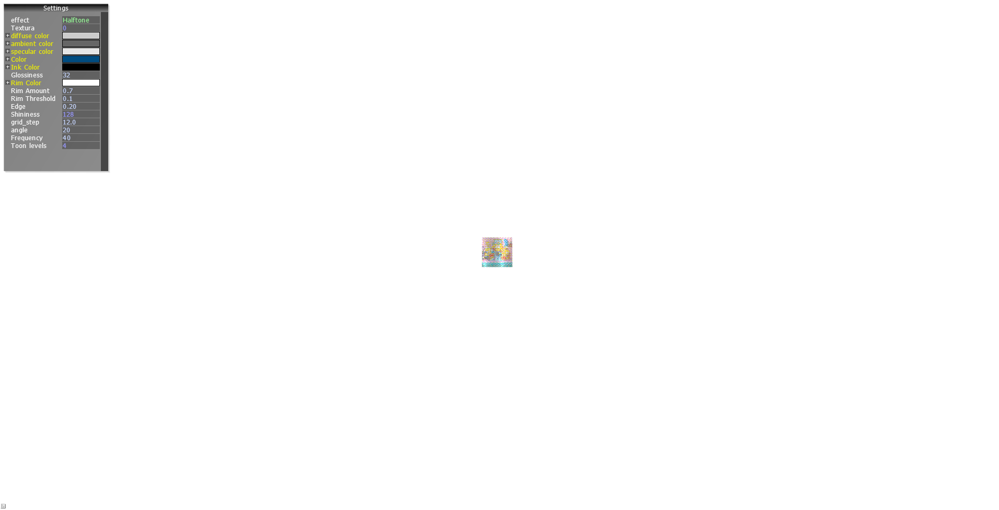 Settings
effect Halftone
Textura 0
+ diffuse color
+ ambient color
+ specular color
+ Color
+ Ink Color
Glossiness 32
+ Rim Color
Rim Amount 0.7
Rim Threshold 0.1
Edge 0.20
Shininess 128
grid_step 12.0
angle 20
Frequency 40
Toon levels 4